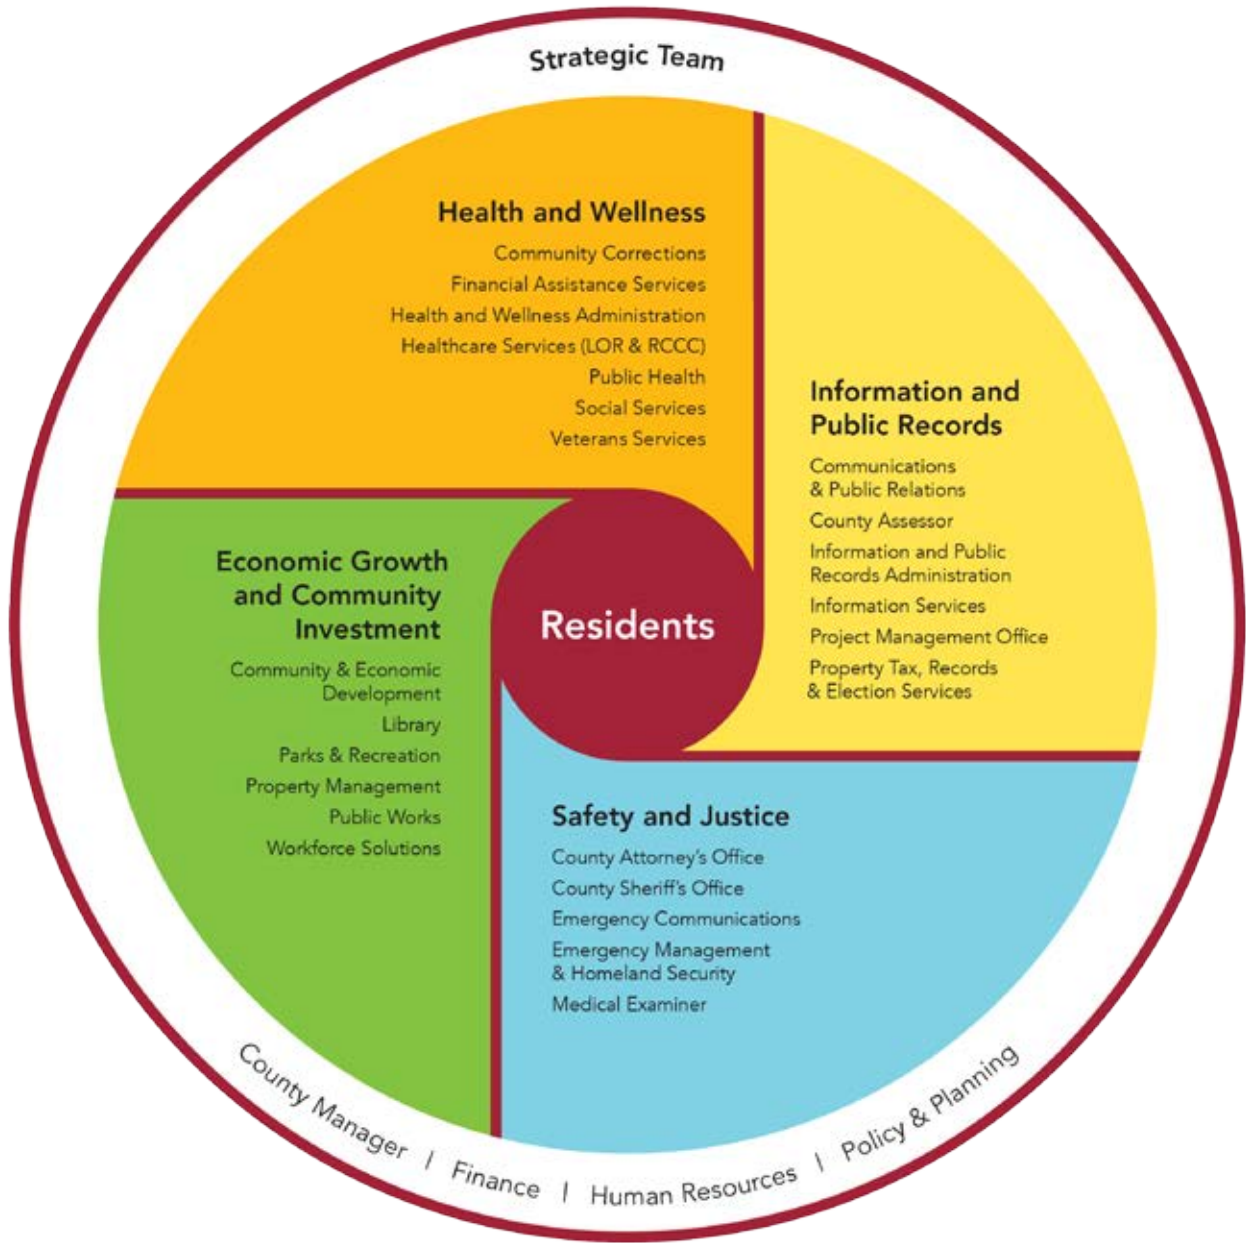 Strategic Team
Health and Wellness
Community Corrections
Financial Assistance Services
Health and Wellness Administration
Healthcare Services (LOR & RCCC)
Public Health
Social Services
Veterans Services
Information and
Public Records
Communications
& Public Relations
County Assessor
Information and Public
Records Administration
Information Services
Project Management Office
Property Tax, Records
& Election Services
Economic Growth
and Community
Investment
Community & Economic
Development
Library
Parks & Recreation
Property Management
Public Works
Workforce Solutions
Residents
Safety and Justice
County Attorney's Office
County Sheriff's Office
Emergency Communications
Emergency Management
& Homeland Security
Medical Examiner
County Manager | Finance | Human Resources | Policy & Planning